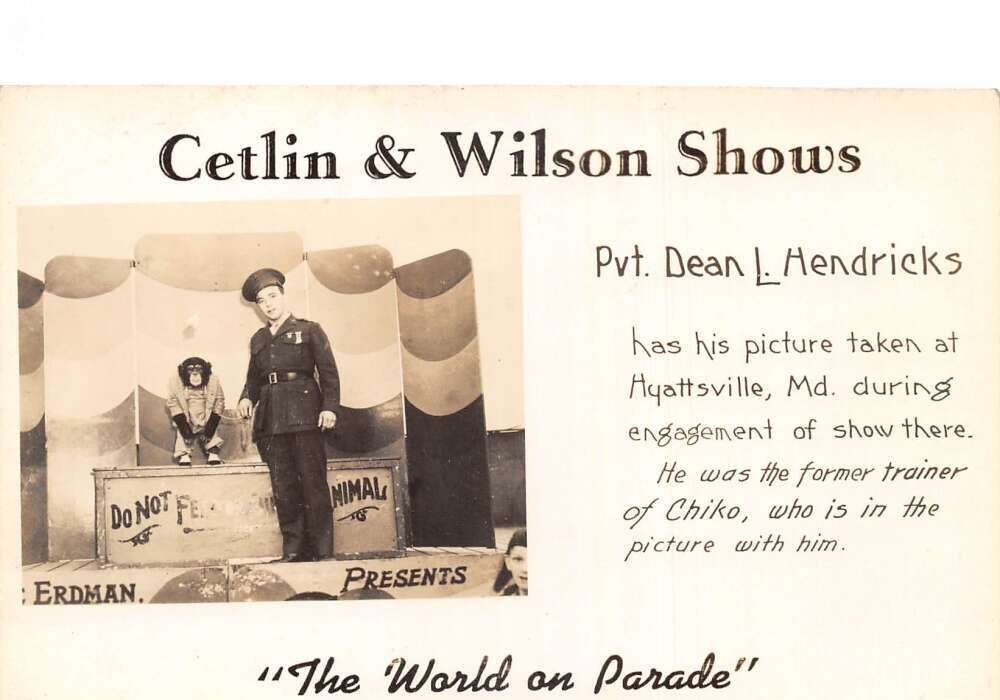 Cetlin & Wilson Shows
Pvt. Dean L. Hendricks
has his picture taken at
Hyattsville, Md. during
engagement of show there.
He was the former trainer
of Chiko, who is in the
picture with him.
DO NOT
NIMAL
ERDMAN.
PRESENTS
"The World on Parade"